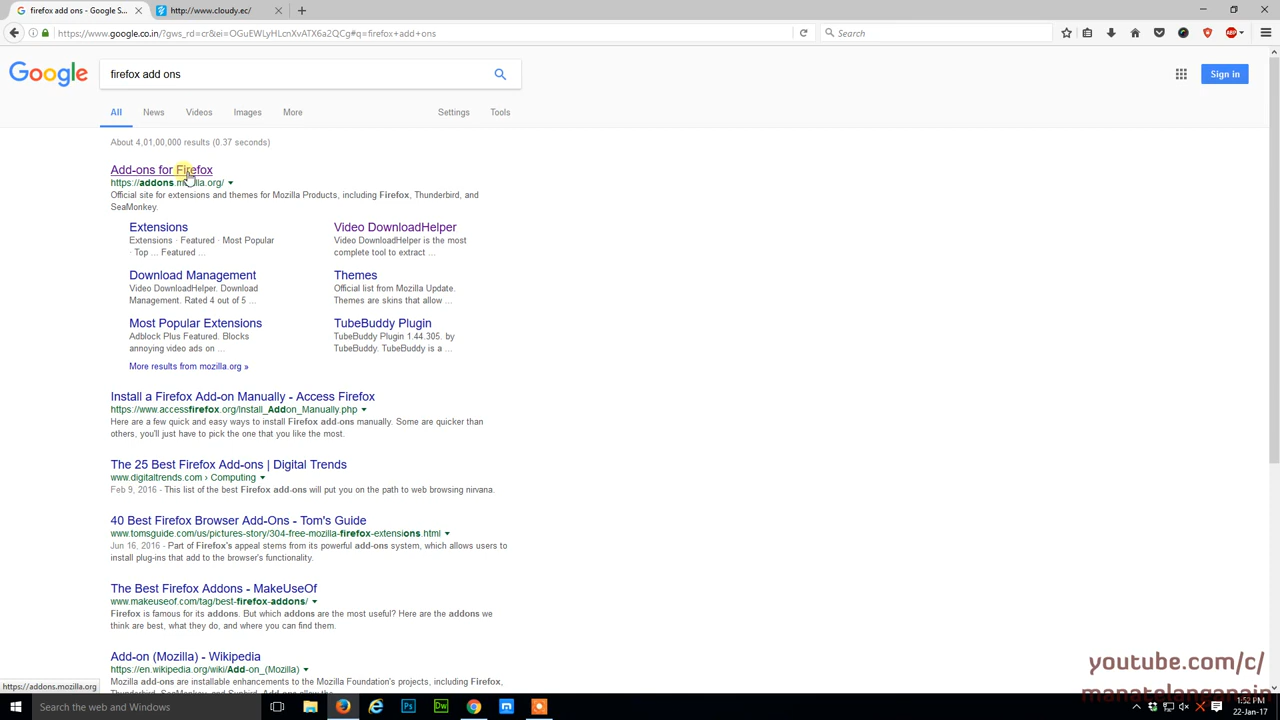 firefox add ons - Google S
http://www.cloudy.ec/
https://www.google.co.in/?gws_rd=cr&ei=OGuEWLyHLcnXvATX6a2QCg#q=firefox+add+ons
Search
ABP
Google
firefox add ons
Sign in
All
News
Videos
Images
More
Settings
Tools
About 4,01,00,000 results (0.37 seconds)
Add-ons for Firefox
https://addons.mozilla.org/
Official site for extensions and themes for Mozilla Products, including Firefox, Thunderbird, and
SeaMonkey.
Extensions
Extensions · Featured · Most Popular
· Top ... Featured ...
Video DownloadHelper
Video DownloadHelper is the most
complete tool to extract ...
Download Management
Video DownloadHelper. Download
Management. Rated 4 out of 5 ...
Themes
Official list from Mozilla Update.
Themes are skins that allow ...
Most Popular Extensions
Adblock Plus Featured. Blocks
annoying video ads on ...
TubeBuddy Plugin
TubeBuddy Plugin 1.44.305. by
TubeBuddy. TubeBuddy is a ...
More results from mozilla.org »
Install a Firefox Add-on Manually - Access Firefox
https://www.accessfirefox.org/Install_Addon_Manually.php
Here are a few quick and easy ways to install Firefox add-ons manually. Some are quicker than
others, you'll just have to pick the one that you like the most.
The 25 Best Firefox Add-ons | Digital Trends
www.digitaltrends.com › Computing
Feb 9, 2016 - This list of the best Firefox add-ons will put you on the path to web browsing nirvana.
40 Best Firefox Browser Add-Ons - Tom's Guide
www.tomsguide.com/us/pictures-story/304-free-mozilla-firefox-extensions.html
Jun 16, 2016 - Part of Firefox's appeal stems from its powerful add-ons system, which allows users to
install plug-ins that add to the browser's functionality.
The Best Firefox Addons - MakeUseOf
www.makeuseof.com/tag/best-firefox-addons/
Firefox is famous for its addons. But which addons are the most useful? Here are the addons we
think are best, what they do, and where you can find them.
Add-on (Mozilla) - Wikipedia
https://en.wikipedia.org/wiki/Add-on_(Mozilla)
Mozilla add-ons are installable enhancements to the Mozilla Foundation's projects, including Firefox,
https://addons.mozilla.org
youtube.com/c/
Search the web and Windows
Ps
Dw
1:52 PM
22-Jan-17